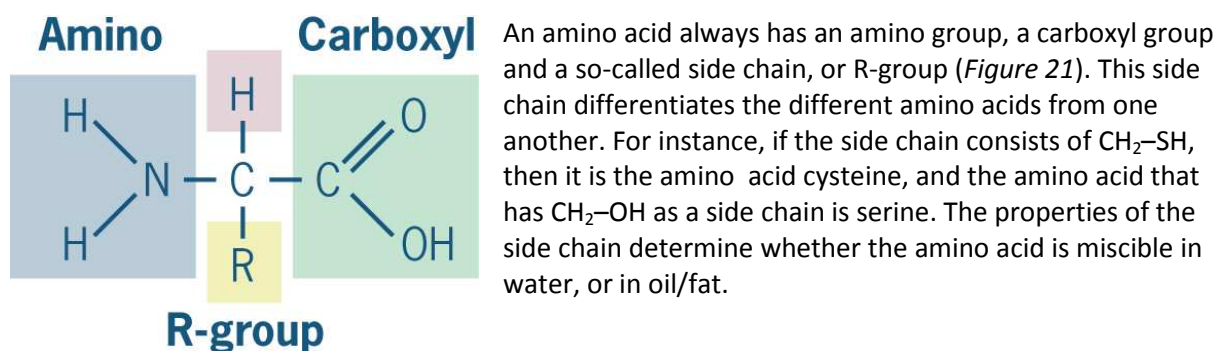 Amino
Carboxyl
H
H
O
N
C
C
H
R
OH
R-group
An amino acid always has an amino group, a carboxyl group
and a so-called side chain, or R-group (Figure 21). This side
chain differentiates the different amino acids from one
another. For instance, if the side chain consists of CH₂–SH,
then it is the amino  acid cysteine, and the amino acid that
has CH₂–OH as a side chain is serine. The properties of the
side chain determine whether the amino acid is miscible in
water, or in oil/fat.